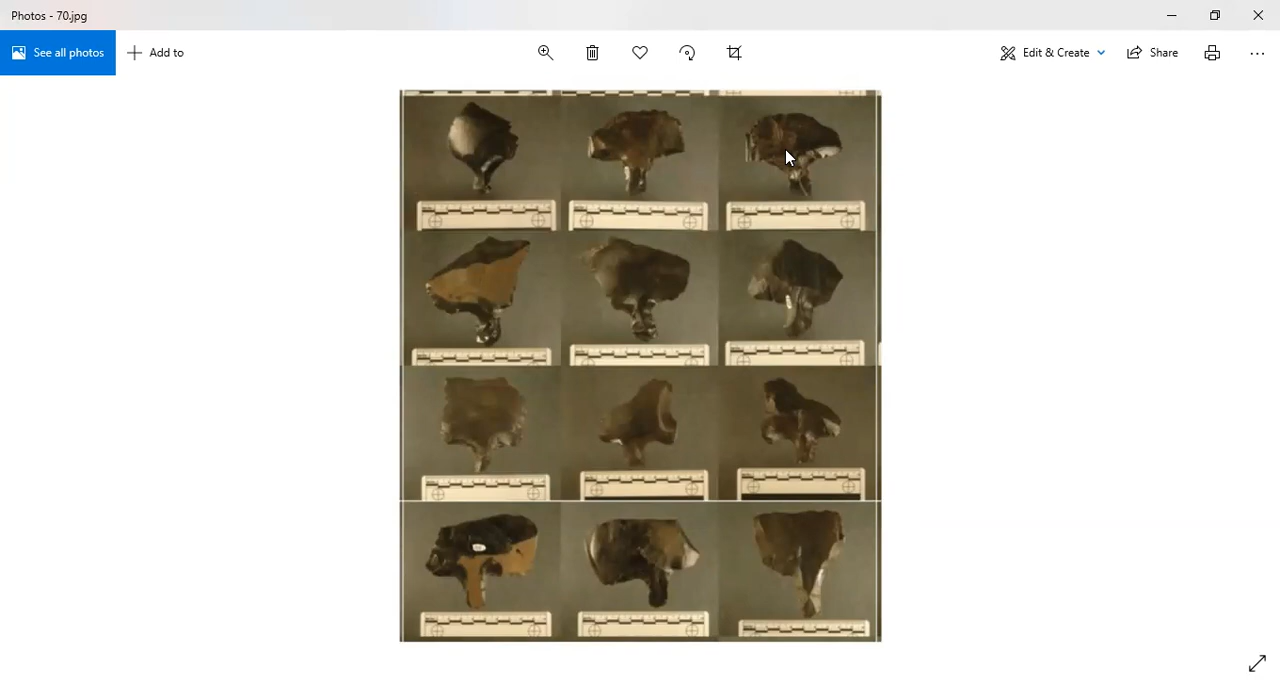 Photos - 70.jpg
See all photos
Add to
Edit & Create
Share